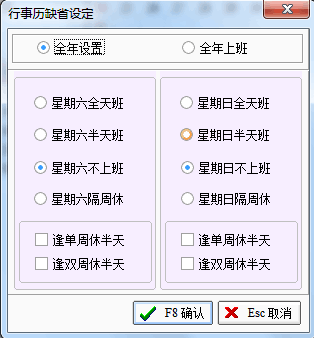 行事历缺省设定
全年设置 全年上班
星期六全天班 星期日全天班
星期六半天班 星期日半天班
星期六不上班 星期日不上班
星期六隔周休 星期日隔周休
逢单周休半天 逢单周休半天
逢双周休半天 逢双周休半天
F8 确认 Esc 取消